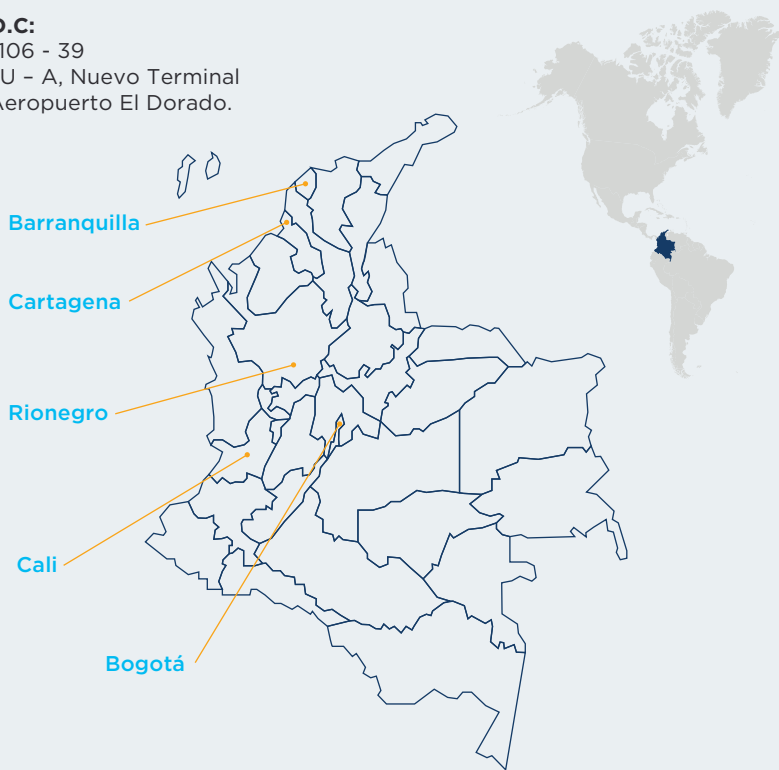 D.C:
106 - 39
U – A, Nuevo Terminal
Aeropuerto El Dorado.
Barranquilla
Cartagena
Rionegro
Cali
Bogotá